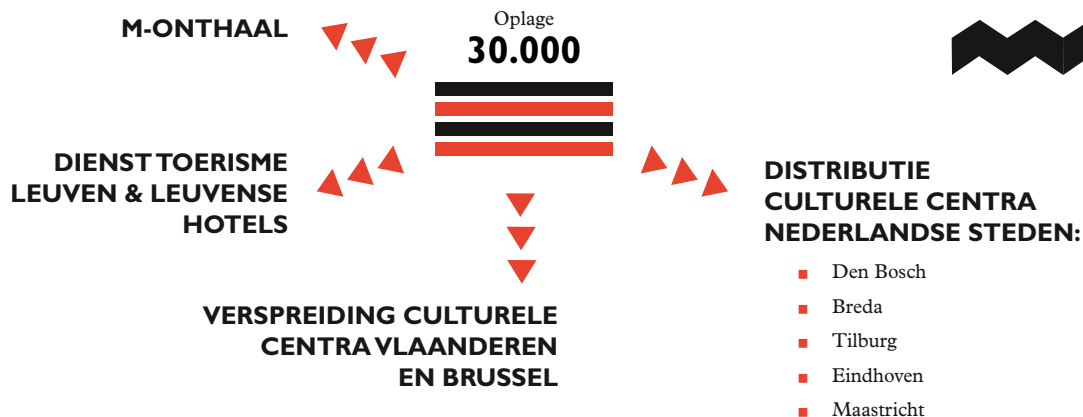 Oplage
30.000
M-ONTHAAL
DIENST TOERISME
LEUVEN & LEUVENSE
HOTELS
VERSPREIDING CULTURELE
CENTRA VLAANDEREN
EN BRUSSEL
DISTRIBUTIE
CULTURELE CENTRA
NEDERLANDSE STEDEN:
Den Bosch
Breda
Tilburg
Eindhoven
Maastricht